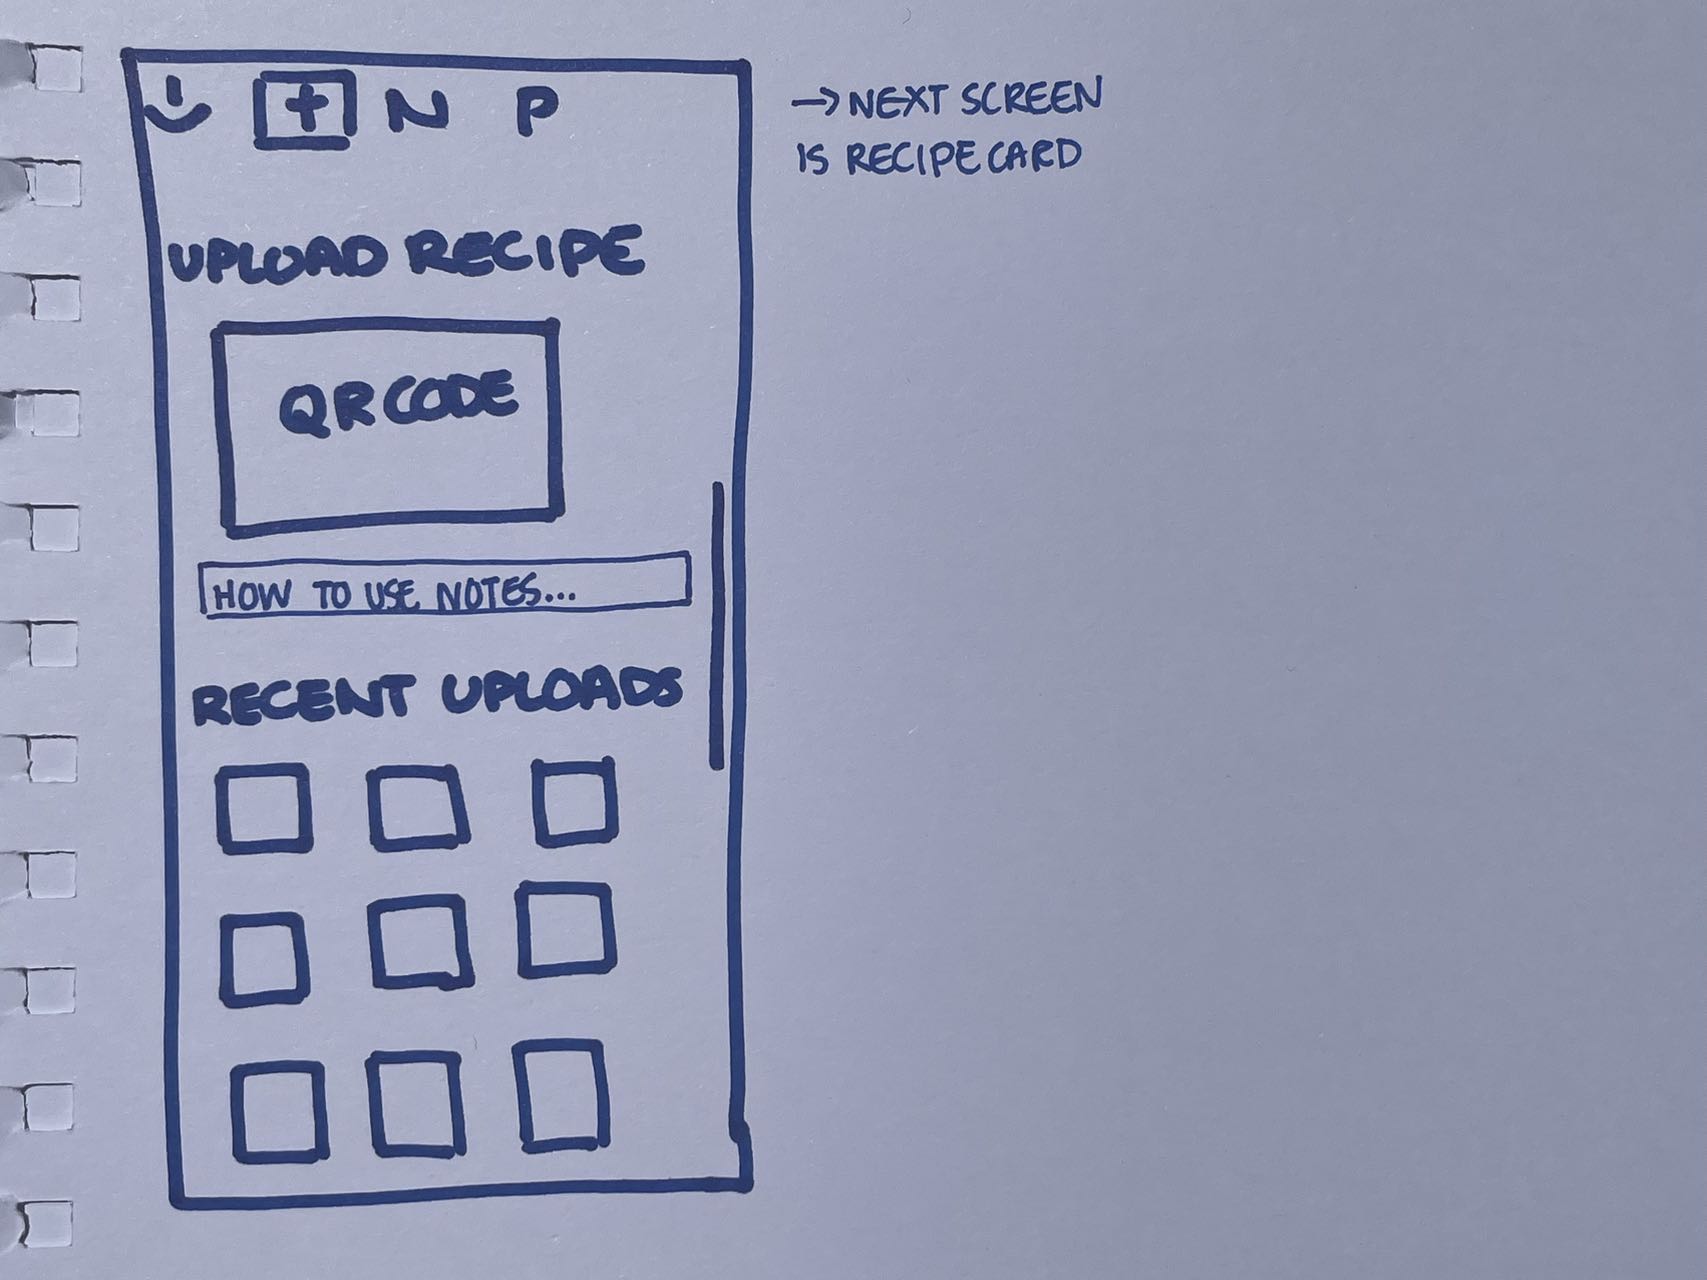 + N P
→ NEXT SCREEN
IS RECIPE CARD
UPLOAD RECIPE
QR CODE
HOW TO USE NOTES...
RECENT UPLOADS